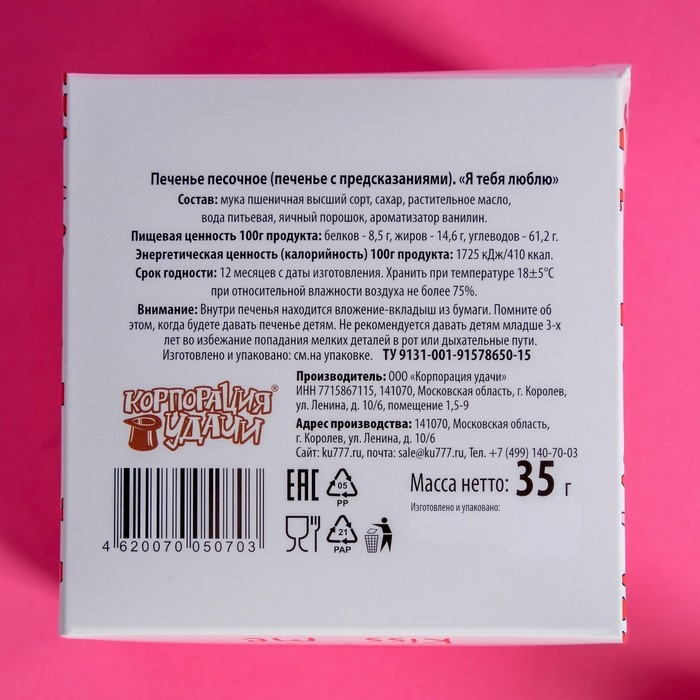 Печенье песочное (печенье с предсказаниями). «Я тебя люблю»
Состав: мука пшеничная высший сорт, сахар, растительное масло,
вода питьевая, яичный порошок, ароматизатор ванилин.
Пищевая ценность 100г продукта: белков - 8,5 г, жиров - 14,6 г, углеводов - 61,2 г.
Энергетическая ценность (калорийность) 100г продукта: 1725 кДж/410 ккал.
Срок годности: 12 месяцев с даты изготовления. Хранить при температуре 18±5°С
при относительной влажности воздуха не более 75%.
Внимание: Внутри печенья находится вложение-вкладыш из бумаги. Помните об
этом, когда будете давать печенье детям. Не рекомендуется давать детям младше 3-х
лет во избежание попадания мелких деталей в рот или дыхательные пути.
Изготовлено и упаковано: см.на упаковке. ТУ 9131-001-91578650-15
КОРПОРАЦИЯ®
УДАЧИ
Производитель: ООО «Корпорация удачи»
ИНН 7715867115, 141070, Московская область, г. Королев,
ул. Ленина, д. 10/6, помещение 1,5-9
Адрес производства: 141070, Московская область,
г. Королев, ул. Ленина, д. 10/6
Сайт: ku777.ru, почта: sale@ku777.ru, Тел. +7 (499) 140-70-03
4 620070 050703
EAC
05
PP
21
PAP
Масса нетто: 35 г
Изготовлено и упаковано:
kiss me